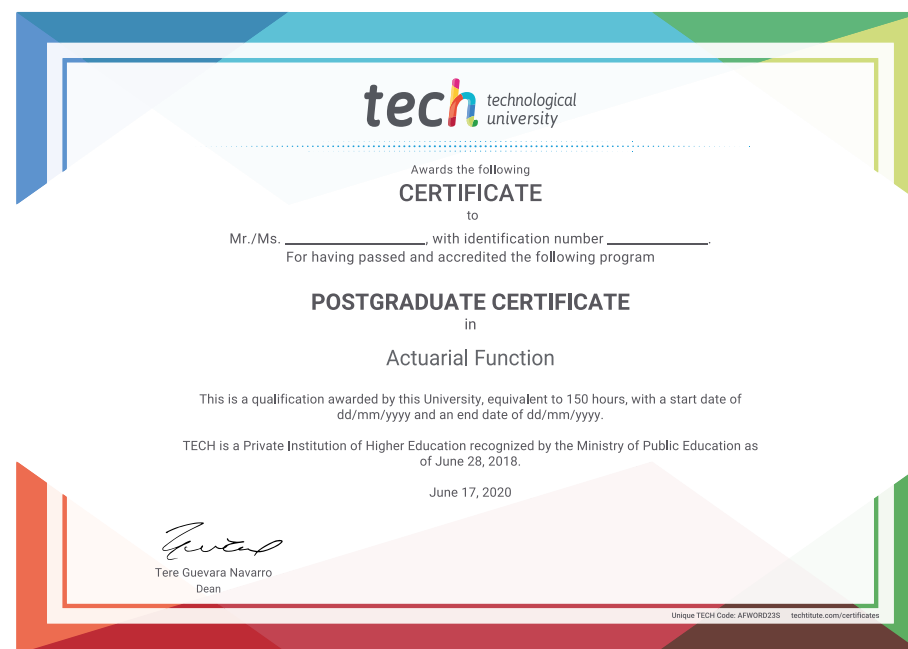 tech technological
university
Awards the following
CERTIFICATE
to
Mr./Ms. ____________________, with identification number ______________.
For having passed and accredited the following program
POSTGRADUATE CERTIFICATE
in
Actuarial Function
This is a qualification awarded by this University, equivalent to 150 hours, with a start date of
dd/mm/yyyy and an end date of dd/mm/yyyy.
TECH is a Private Institution of Higher Education recognized by the Ministry of Public Education as
of June 28, 2018.
June 17, 2020
Tere Guevara Navarro
Dean
Unique TECH Code: AFWORD23S techtitute.com/certificates